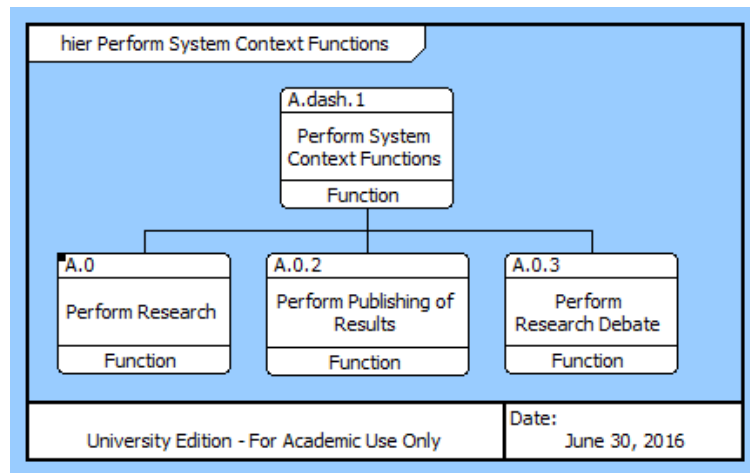 hier Perform System Context Functions
A.dash.1
Perform System
Context Functions
Function
A.0
Perform Research
Function
A.0.2
Perform Publishing of
Results
Function
A.0.3
Perform
Research Debate
Function
University Edition - For Academic Use Only
Date:
June 30, 2016